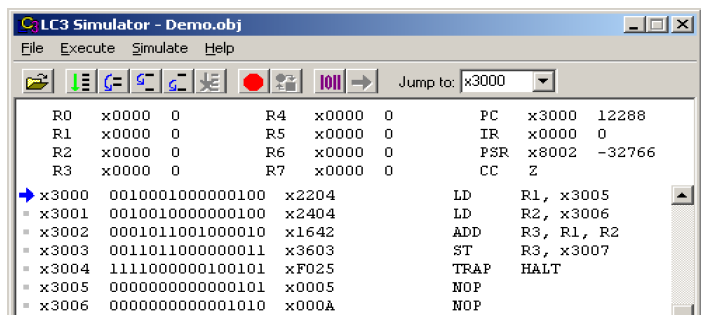 LC3 Simulator - Demo.obj
File Execute Simulate Help
Jump to: x3000
R0 x0000 0 R4 x0000 0 PC x3000 12288
R1 x0000 0 R5 x0000 0 IR x0000 0
R2 x0000 0 R6 x0000 0 PSR x8002 -32766
R3 x0000 0 R7 x0000 0 CC Z
x3000 0010001000000100 x2204 LD R1, x3005
x3001 0010010000000100 x2404 LD R2, x3006
x3002 0001011001000010 x1642 ADD R3, R1, R2
x3003 0011011000000011 x3603 ST R3, x3007
x3004 1111000000100101 xF025 TRAP HALT
x3005 0000000000000101 x0005 NOP
x3006 0000000000001010 x000A NOP